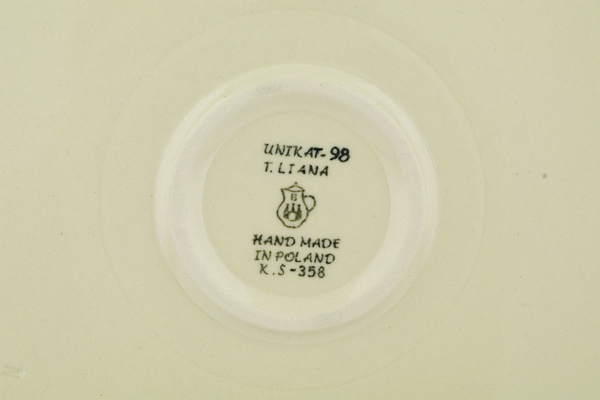 UNIKAT-98
T. LIANA
B
HAND MADE
IN POLAND
K.S-358